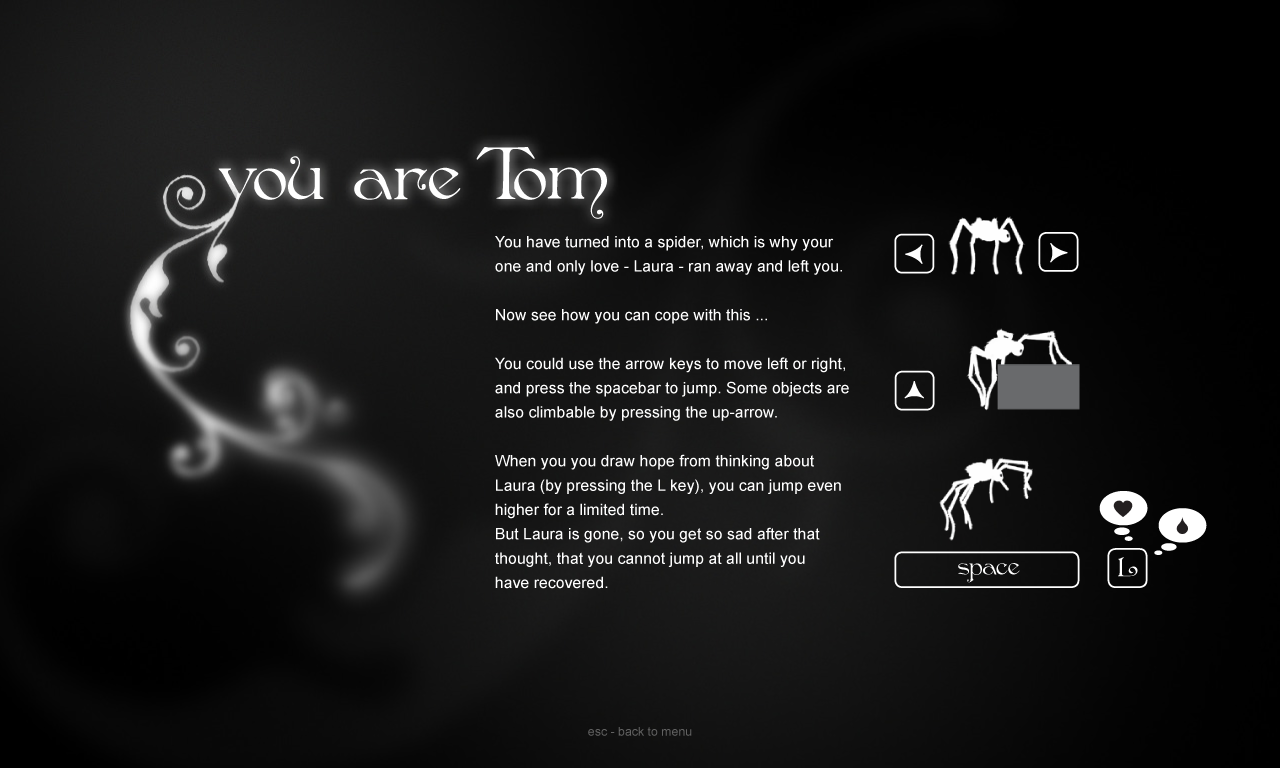 you are Tom
You have turned into a spider, which is why your
one and only love - Laura - ran away and left you.
Now see how you can cope with this ...
You could use the arrow keys to move left or right,
and press the spacebar to jump. Some objects are
also climbable by pressing the up-arrow.
When you you draw hope from thinking about
Laura (by pressing the L key), you can jump even
higher for a limited time.
But Laura is gone, so you get so sad after that
thought, that you cannot jump at all until you
have recovered.
space
L
esc - back to menu